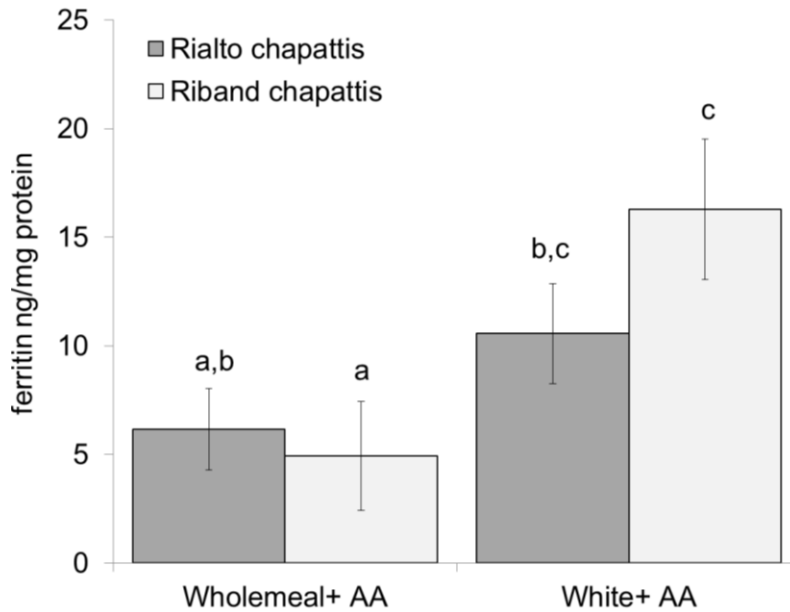 25
20
15
10
5
0
ferritin ng/mg protein
Rialto chapattis
Riband chapattis
a,b
a
b,c
c
Wholemeal+ AA
White+ AA